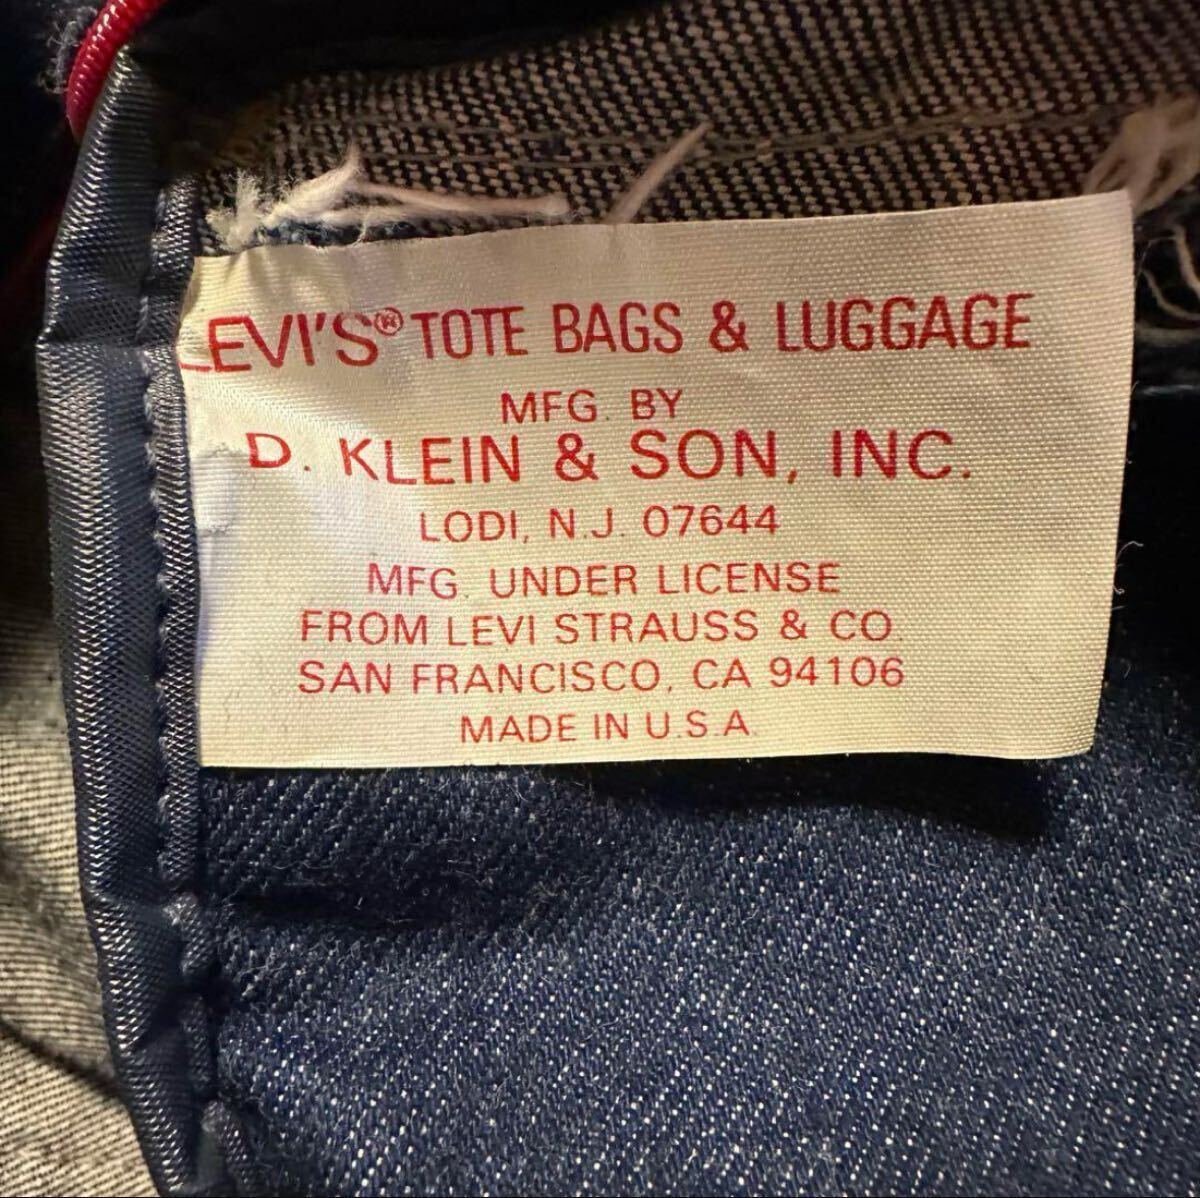 LEVI'S® TOTE BAGS & LUGGAGE
MFG. BY
D. KLEIN & SON, INC.
LODI, N.J. 07644
MFG. UNDER LICENSE
FROM LEVI STRAUSS & CO.
SAN FRANCISCO, CA 94106
MADE IN U.S.A.